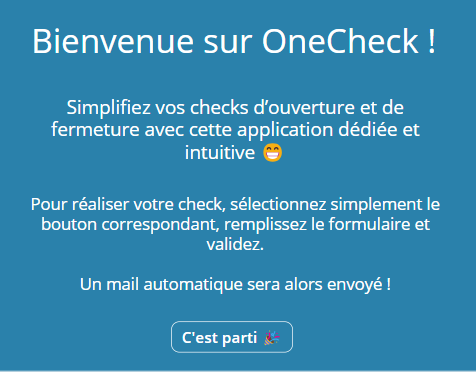 Bienvenue sur OneCheck !
Simplifiez vos checks d’ouverture et de
fermeture avec cette application dédiée et
intuitive 😁
Pour réaliser votre check, sélectionnez simplement le
bouton correspondant, remplissez le formulaire et
validez.
Un mail automatique sera alors envoyé !
C'est parti 🎉